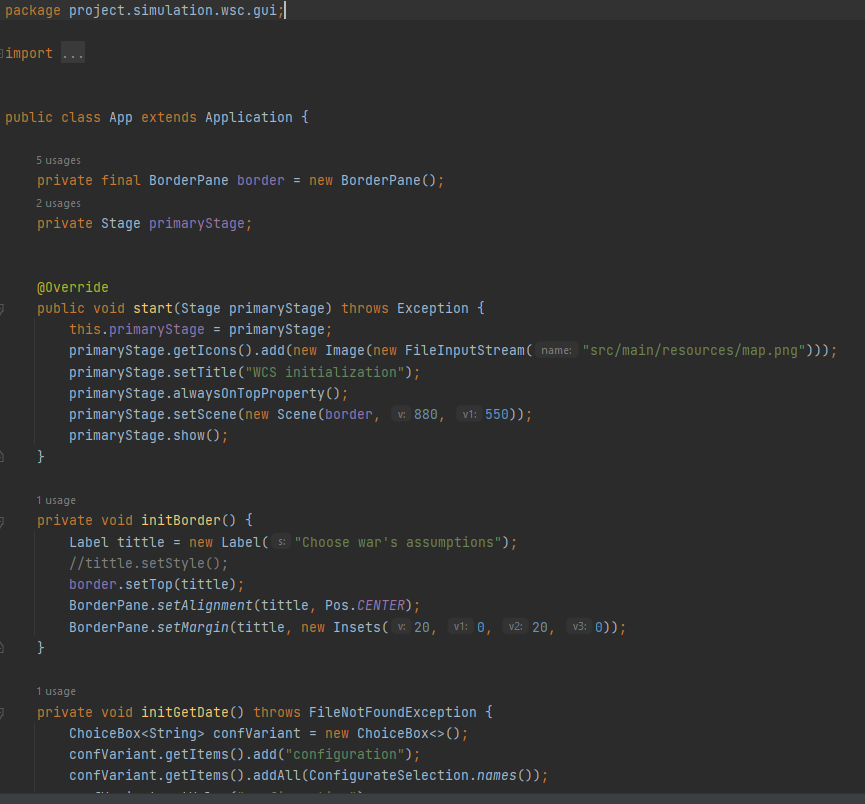 package project.simulation.wsc.gui;
import ...
public class App extends Application {
5 usages
private final BorderPane border = new BorderPane();
2 usages
private Stage primaryStage;
@Override
public void start(Stage primaryStage) throws Exception {
this.primaryStage = primaryStage;
primaryStage.getIcons().add(new Image(new FileInputStream( name: "src/main/resources/map.png")));
primaryStage.setTitle("WCS initialization");
primaryStage.alwaysOnTopProperty();
primaryStage.setScene(new Scene(border, v: 880, v1: 550));
primaryStage.show();
}
1 usage
private void initBorder() {
Label tittle = new Label( s: "Choose war's assumptions");
//tittle.setStyle();
border.setTop(tittle);
BorderPane.setAlignment(tittle, Pos.CENTER);
BorderPane.setMargin(tittle, new Insets( v: 20, v1: 0, v2: 20, v3: 0));
}
1 usage
private void initGetDate() throws FileNotFoundException {
ChoiceBox<String> confVariant = new ChoiceBox<>();
confVariant.getItems().add("configuration");
confVariant.getItems().addAll(ConfigurateSelection.names());